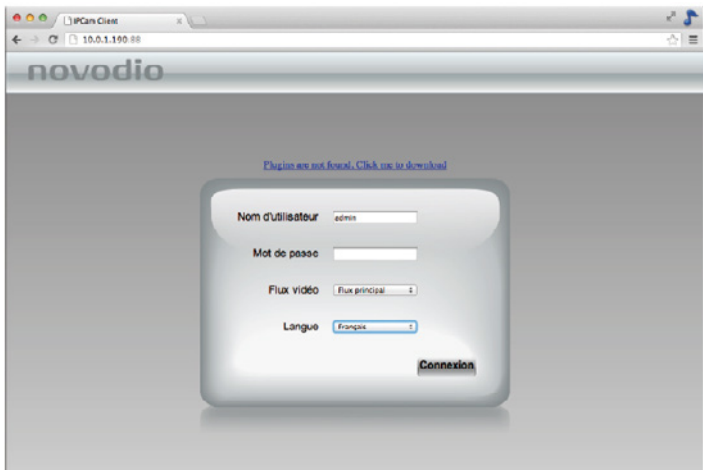 IPCam Client
10.0.1.190:88
novodio
Plugins are not found, Click me to download
Nom d'utilisateur admin
Mot de passe
Flux vidéo Flux principal
Langue Français
Connexion